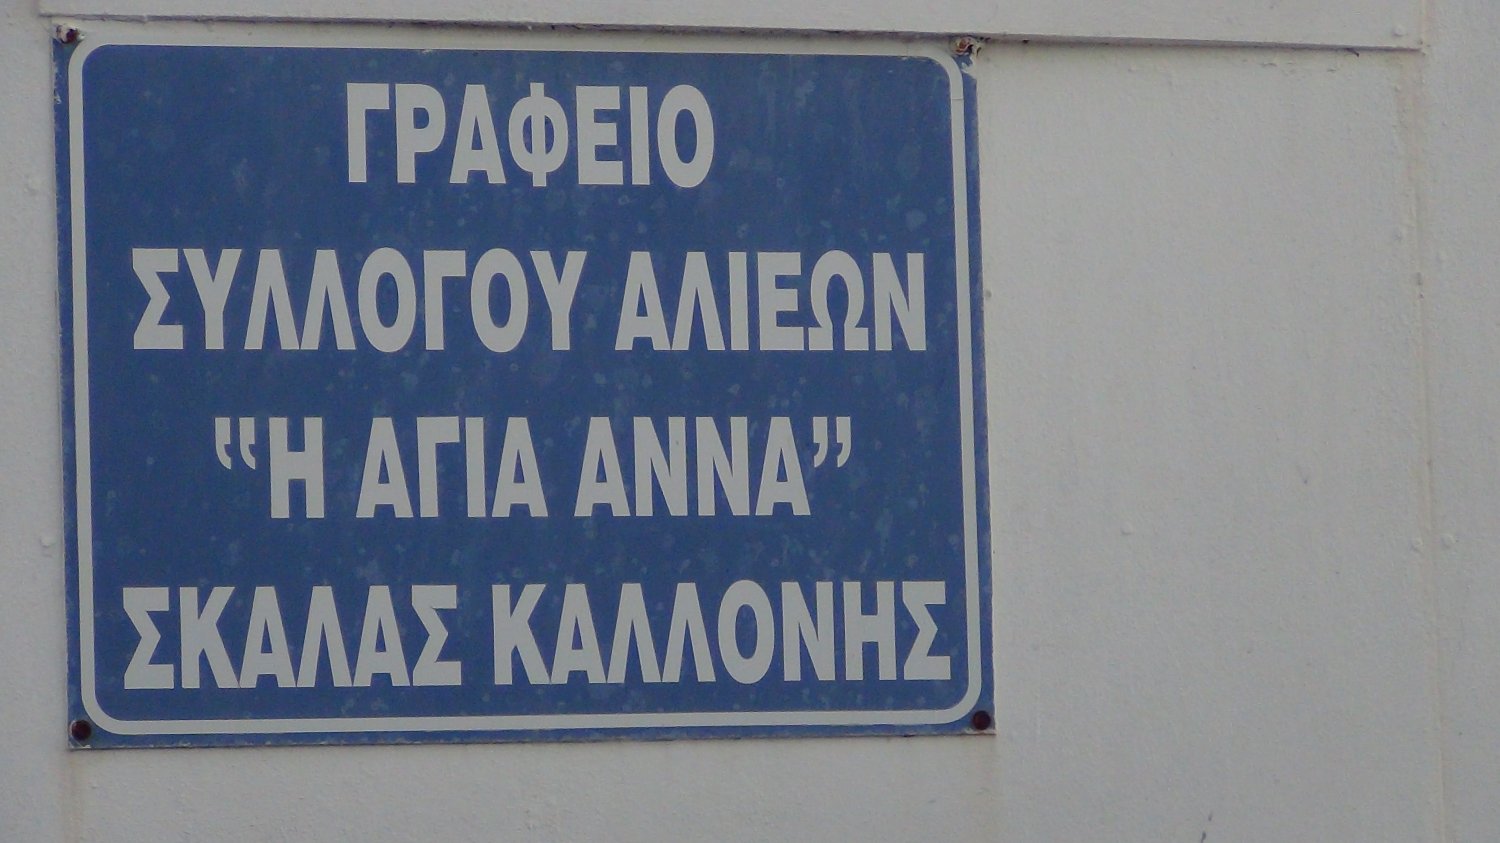 ΓΡΑΦΕΙΟ
ΣΥΛΛΟΓΟΥ ΑΛΙΕΩΝ
“Η ΑΓΙΑ ΑΝΝΑ”
ΣΚΑΛΑΣ ΚΑΛΛΟΝΗΣ